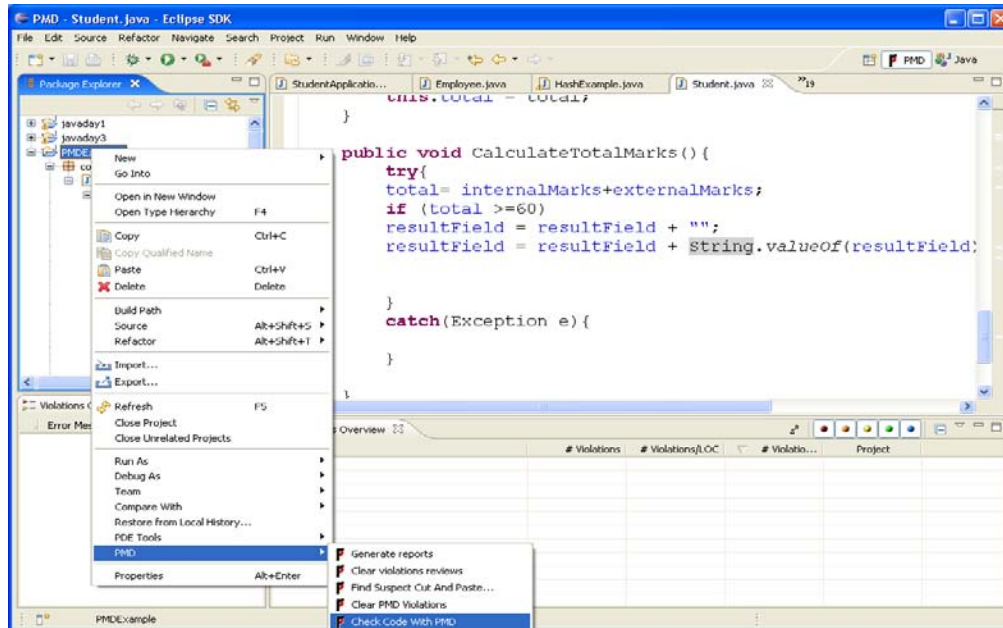 PMD - Student.java - Eclipse SDK
File Edit Source Refactor Navigate Search Project Run Window Help
PMD Java
Package Explorer
StudentApplicatio... Employee.java HashExample.java Student.java 19
this.total = total;
}
javaday1
javaday3
public void CalculateTotalMarks(){
try{
total= internalMarks+externalMarks;
if (total >=60)
resultField = resultField + "";
resultField = resultField + String.valueOf(resultField)
}
catch(Exception e){
}
}
New
Go Into
Open in New Window
Open Type Hierarchy F4
Copy Ctrl+C
Copy Qualified Name
Paste Ctrl+V
Delete Delete
Build Path
Source Alt+Shift+S
Refactor Alt+Shift+T
Import...
Export...
Refresh F5
Close Project
Close Unrelated Projects
Run As
Debug As
Team
Compare With
Restore from Local History...
PDE Tools
PMD
Properties Alt+Enter
Generate reports
Clear violations reviews
Find Suspect Cut And Paste...
Clear PMD Violations
Check Code With PMD
Violations
Error Mes
Overview
# Violations # Violations/LOC # Violatio... Project
PMDExample